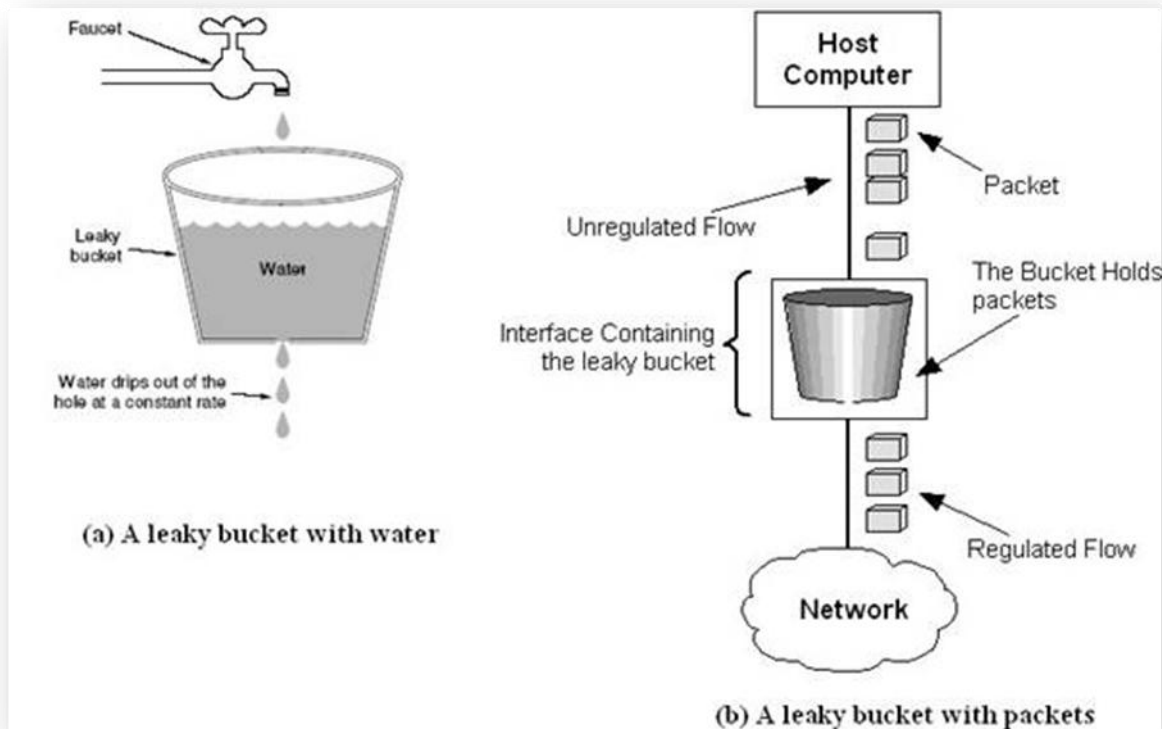 Faucet
Leaky
bucket
Water
Water drips out of the
hole at a constant rate
(a) A leaky bucket with water
Host
Computer
Packet
Unregulated Flow
The Bucket Holds
packets
Interface Containing
the leaky bucket
Regulated Flow
Network
(b) A leaky bucket with packets